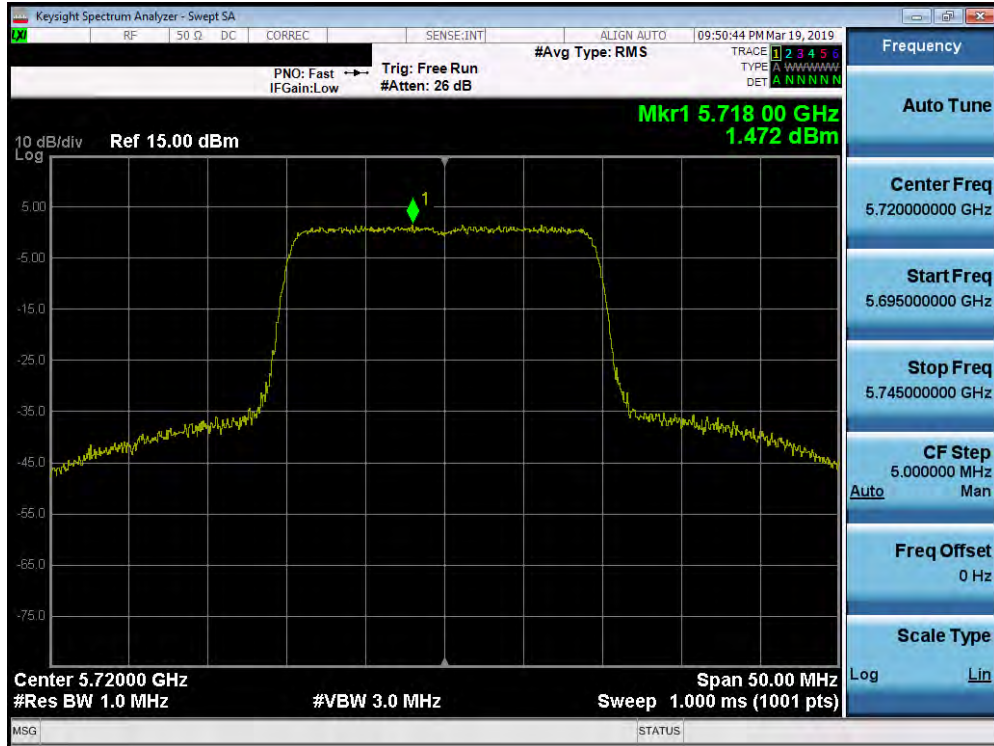 Keysight Spectrum Analyzer - Swept SA
LXI RF 50 Ω DC CORREC SENSE:INT ALIGN AUTO 09:50:44 PM Mar 19, 2019
#Avg Type: RMS TRACE 1 2 3 4 5 6
PNO: Fast Trig: Free Run TYPE A WWWWW
IFGain:Low #Atten: 26 dB DET A N N N N N
Mkr1 5.718 00 GHz
1.472 dBm
10 dB/div Ref 15.00 dBm
Log
1
5.00
-5.00
-15.0
-25.0
-35.0
-45.0
-55.0
-65.0
-75.0
Center 5.72000 GHz Span 50.00 MHz
#Res BW 1.0 MHz #VBW 3.0 MHz Sweep 1.000 ms (1001 pts)
MSG STATUS
Frequency
Auto Tune
Center Freq
5.720000000 GHz
Start Freq
5.695000000 GHz
Stop Freq
5.745000000 GHz
CF Step
5.000000 MHz
Auto Man
Freq Offset
0 Hz
Scale Type
Log Lin